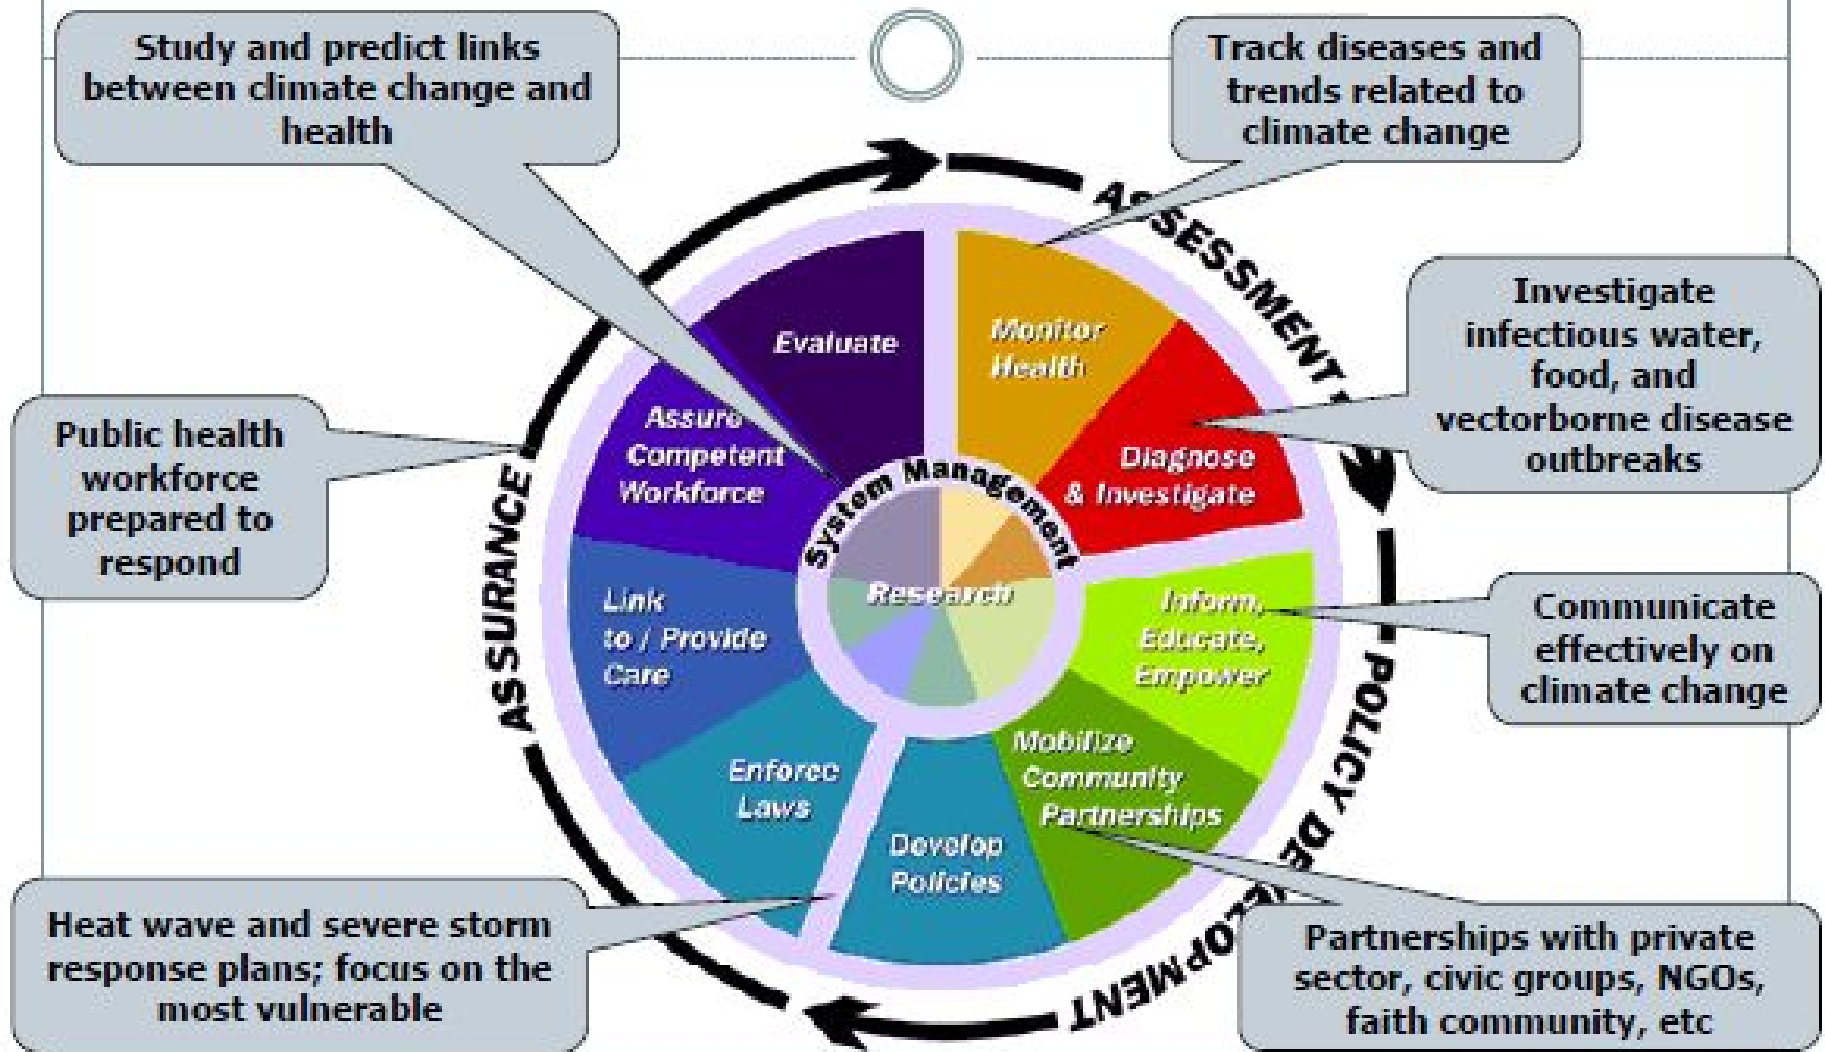 Study and predict links
between climate change and
health
Track diseases and
trends related to
climate change
Investigate
infectious water,
food, and
vectorborne disease
outbreaks
Public health
workforce
prepared to
respond
Communicate
effectively on
climate change
Heat wave and severe storm
response plans; focus on the
most vulnerable
Partnerships with private
sector, civic groups, NGOs,
faith community, etc
ASSESSMENT
POLICY DEVELOPMENT
ASSURANCE
Evaluate
Monitor
Health
Assure
Competent
Workforce
Diagnose
& Investigate
System Management
Research
Link
to / Provide
Care
Inform,
Educate,
Empower
Mobilize
Community
Partnerships
Enforce
Laws
Develop
Policies